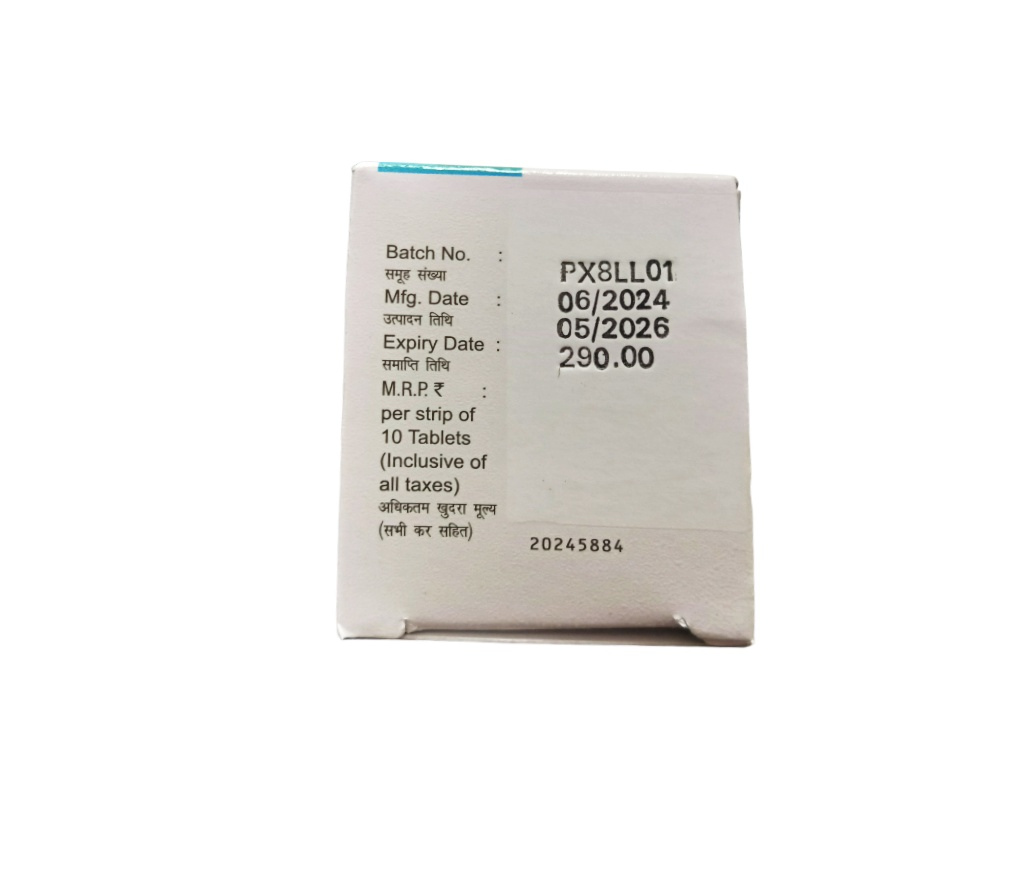 Batch No. : PX8LL01
समूह संख्या
Mfg. Date : 06/2024
उत्पादन तिथि
Expiry Date : 05/2026
समाप्ति तिथि
M.R.P. ₹ : 290.00
per strip of
10 Tablets
(Inclusive of
all taxes)
अधिकतम खुदरा मूल्य
(सभी कर सहित)
20245884